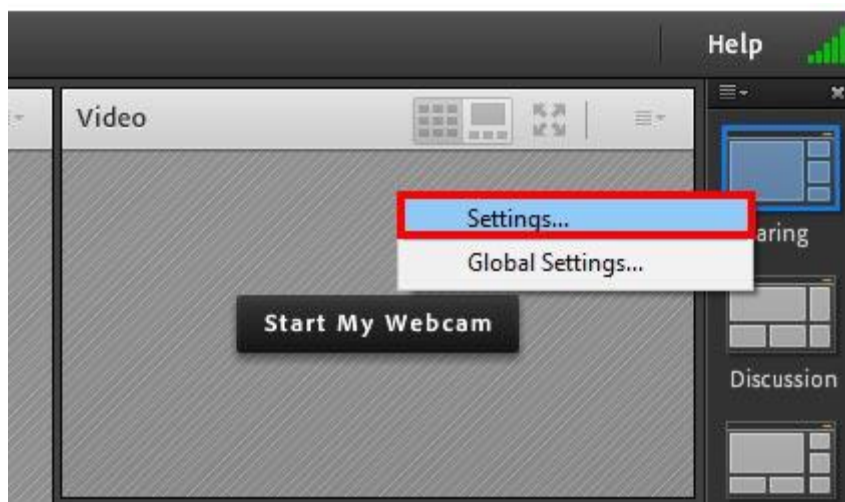 Help
Video
Settings...
Global Settings...
Start My Webcam
aring
Discussion